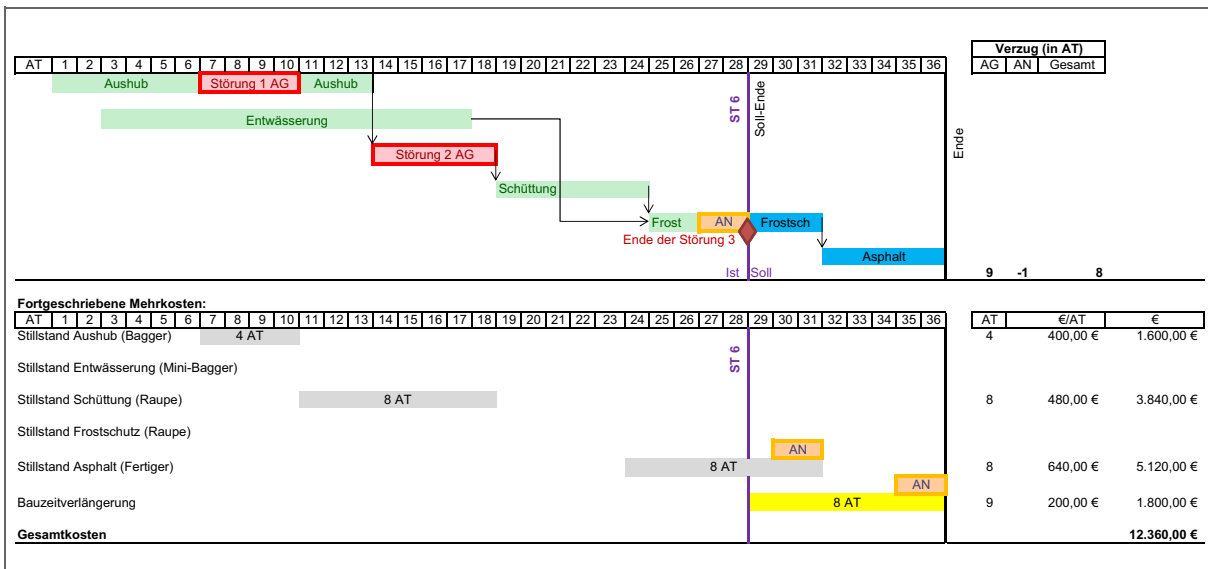 Verzug (in AT)
AT 1 2 3 4 5 6 7 8 9 10 11 12 13 14 15 16 17 18 19 20 21 22 23 24 25 26 27 28 29 30 31 32 33 34 35 36 AG AN Gesamt
Aushub Störung 1 AG Aushub
ST 6
Soll-Ende
Ende
Entwässerung
Störung 2 AG
Schüttung
Frost AN Frostsch
Ende der Störung 3
Asphalt
Ist Soll 9 -1 8
Fortgeschriebene Mehrkosten:
AT 1 2 3 4 5 6 7 8 9 10 11 12 13 14 15 16 17 18 19 20 21 22 23 24 25 26 27 28 29 30 31 32 33 34 35 36 AT €/AT €
Stillstand Aushub (Bagger) 4 AT 4 400,00 € 1.600,00 €
ST 6
Stillstand Entwässerung (Mini-Bagger)
Stillstand Schüttung (Raupe) 8 AT 8 480,00 € 3.840,00 €
Stillstand Frostschutz (Raupe)
AN
Stillstand Asphalt (Fertiger) 8 AT 8 640,00 € 5.120,00 €
AN
Bauzeitverlängerung 8 AT 9 200,00 € 1.800,00 €
Gesamtkosten 12.360,00 €